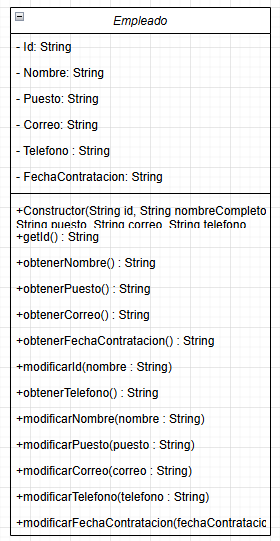 Empleado
- Id: String
- Nombre: String
- Puesto: String
- Correo: String
- Telefono : String
- FechaContratacion: String
+Constructor(String id, String nombreCompleto
String puesto, String correo, String telefono
+getId() : String
+obtenerNombre() : String
+obtenerPuesto() : String
+obtenerCorreo() : String
+obtenerFechaContratacion() : String
+modificarId(nombre : String)
+obtenerTelefono() : String
+modificarNombre(nombre : String)
+modificarPuesto(puesto : String)
+modificarCorreo(correo : String)
+modificarTelefono(telefono : String)
+modificarFechaContratacion(fechaContratacio